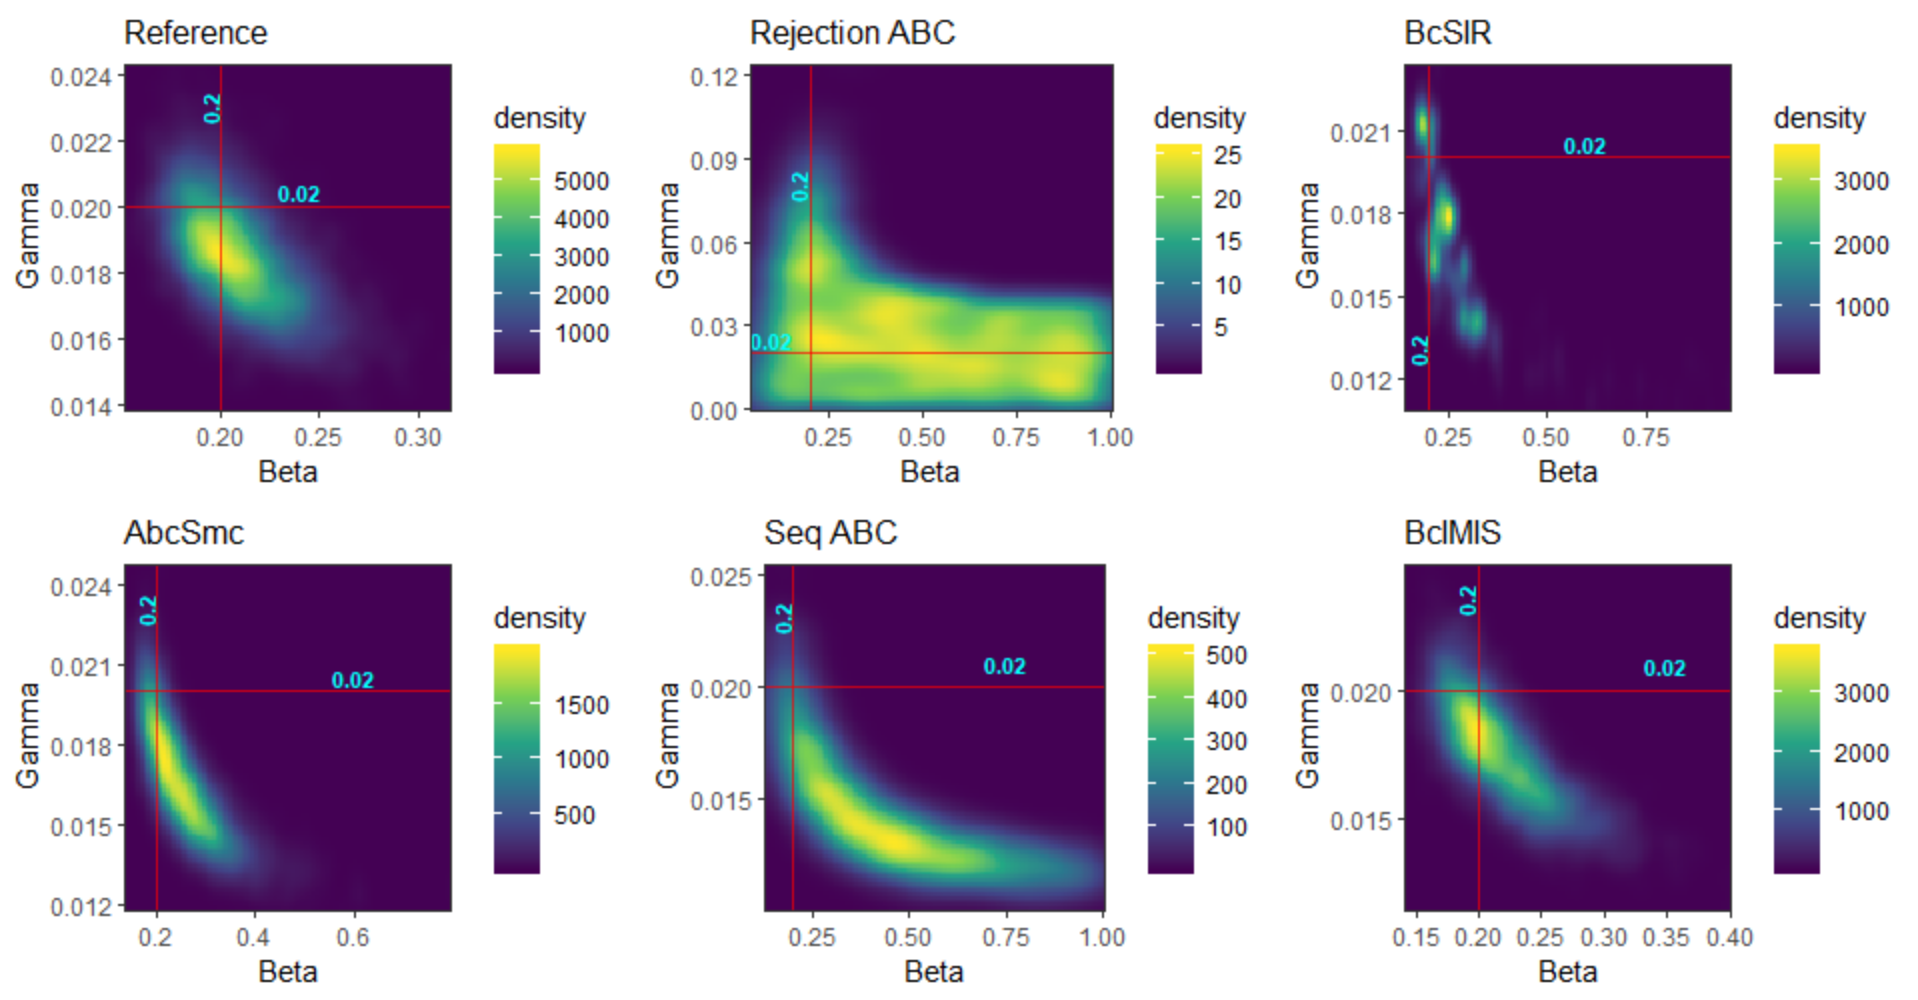 Reference
0.024
0.022
0.020
0.018
0.016
0.014
Gamma
0.2
0.02
0.20 0.25 0.30
Beta
density
5000
4000
3000
2000
1000
Rejection ABC
0.12
0.09
0.06
0.03
0.00
Gamma
0.2
0.02
0.25 0.50 0.75 1.00
Beta
density
25
20
15
10
5
BcSIR
0.021
0.018
0.015
0.012
Gamma
0.02
0.2
0.25 0.50 0.75
Beta
density
3000
2000
1000
AbcSmc
0.024
0.021
0.018
0.015
0.012
Gamma
0.2
0.02
0.2 0.4 0.6
Beta
density
1500
1000
500
Seq ABC
0.025
0.020
0.015
Gamma
0.2
0.02
0.25 0.50 0.75 1.00
Beta
density
500
400
300
200
100
BcIMIS
0.020
0.015
Gamma
0.2
0.02
0.15 0.20 0.25 0.30 0.35 0.40
Beta
density
3000
2000
1000